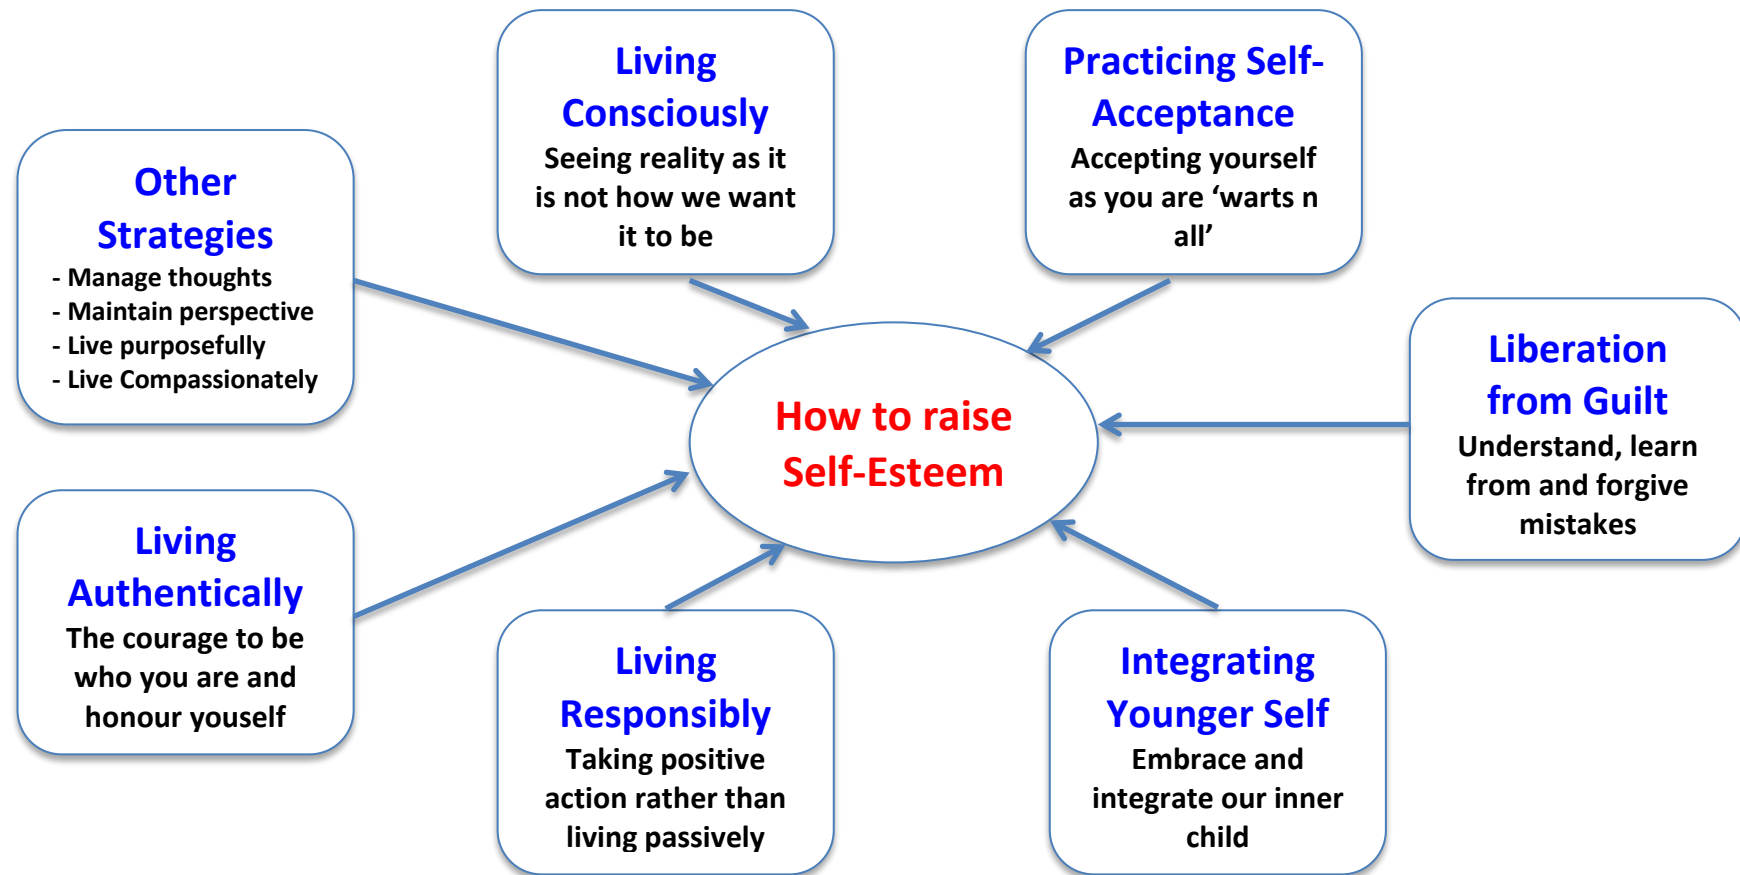 Living
Consciously
Seeing reality as it
is not how we want
it to be
Practicing Self-
Acceptance
Accepting yourself
as you are ‘warts n
all’
Other
Strategies
- Manage thoughts
- Maintain perspective
- Live purposefully
- Live Compassionately
How to raise
Self-Esteem
Liberation
from Guilt
Understand, learn
from and forgive
mistakes
Living
Authentically
The courage to be
who you are and
honour youself
Living
Responsibly
Taking positive
action rather than
living passively
Integrating
Younger Self
Embrace and
integrate our inner
child